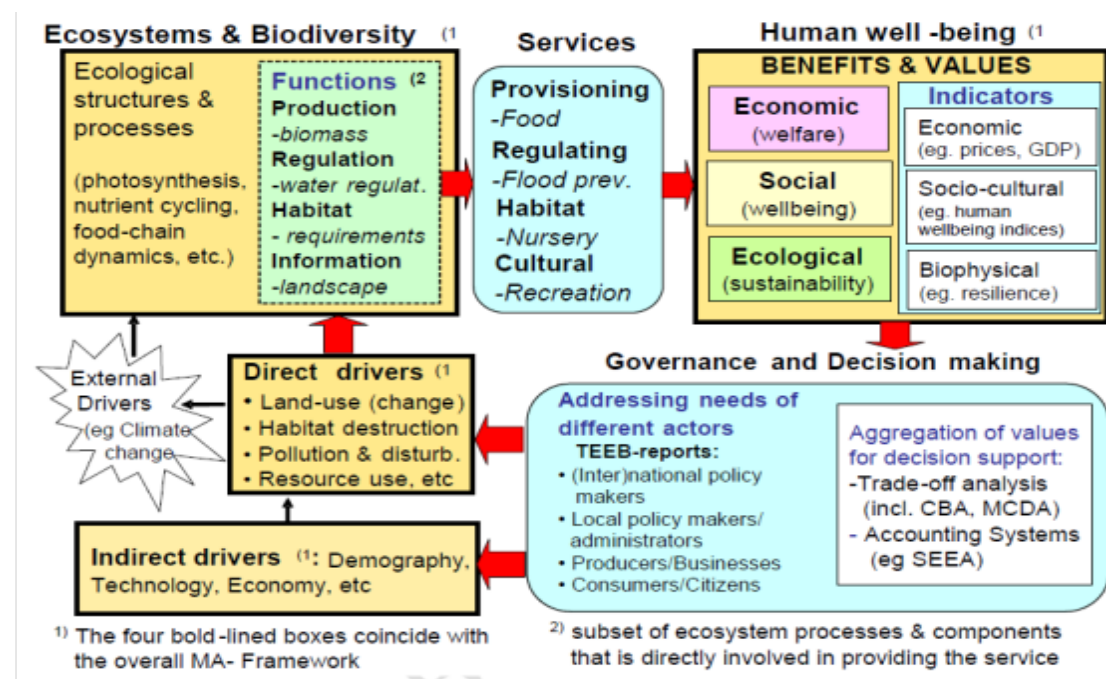 Ecosystems & Biodiversity (1
Ecological
structures &
processes
(photosynthesis,
nutrient cycling,
food-chain
dynamics, etc.)
Functions (2
Production
-biomass
Regulation
-water regulat.
Habitat
- requirements
Information
-landscape
Services
Provisioning
-Food
Regulating
-Flood prev.
Habitat
-Nursery
Cultural
-Recreation
Human well -being (1
BENEFITS & VALUES
Economic
(welfare)
Social
(wellbeing)
Ecological
(sustainability)
Indicators
Economic
(eg. prices, GDP)
Socio-cultural
(eg. human
wellbeing indices)
Biophysical
(eg. resilience)
External
Drivers
(eg Climate
change
Direct drivers (1
• Land-use (change)
• Habitat destruction
• Pollution & disturb.
• Resource use, etc
Indirect drivers (1: Demography,
Technology, Economy, etc
Governance and Decision making
Addressing needs of
different actors
TEEB-reports:
• (Inter)national policy
makers
• Local policy makers/
administrators
• Producers/Businesses
• Consumers/Citizens
Aggregation of values
for decision support:
-Trade-off analysis
(incl. CBA, MCDA)
- Accounting Systems
(eg SEEA)
1) The four bold-lined boxes coincide with
the overall MA- Framework
2) subset of ecosystem processes & components
that is directly involved in providing the service